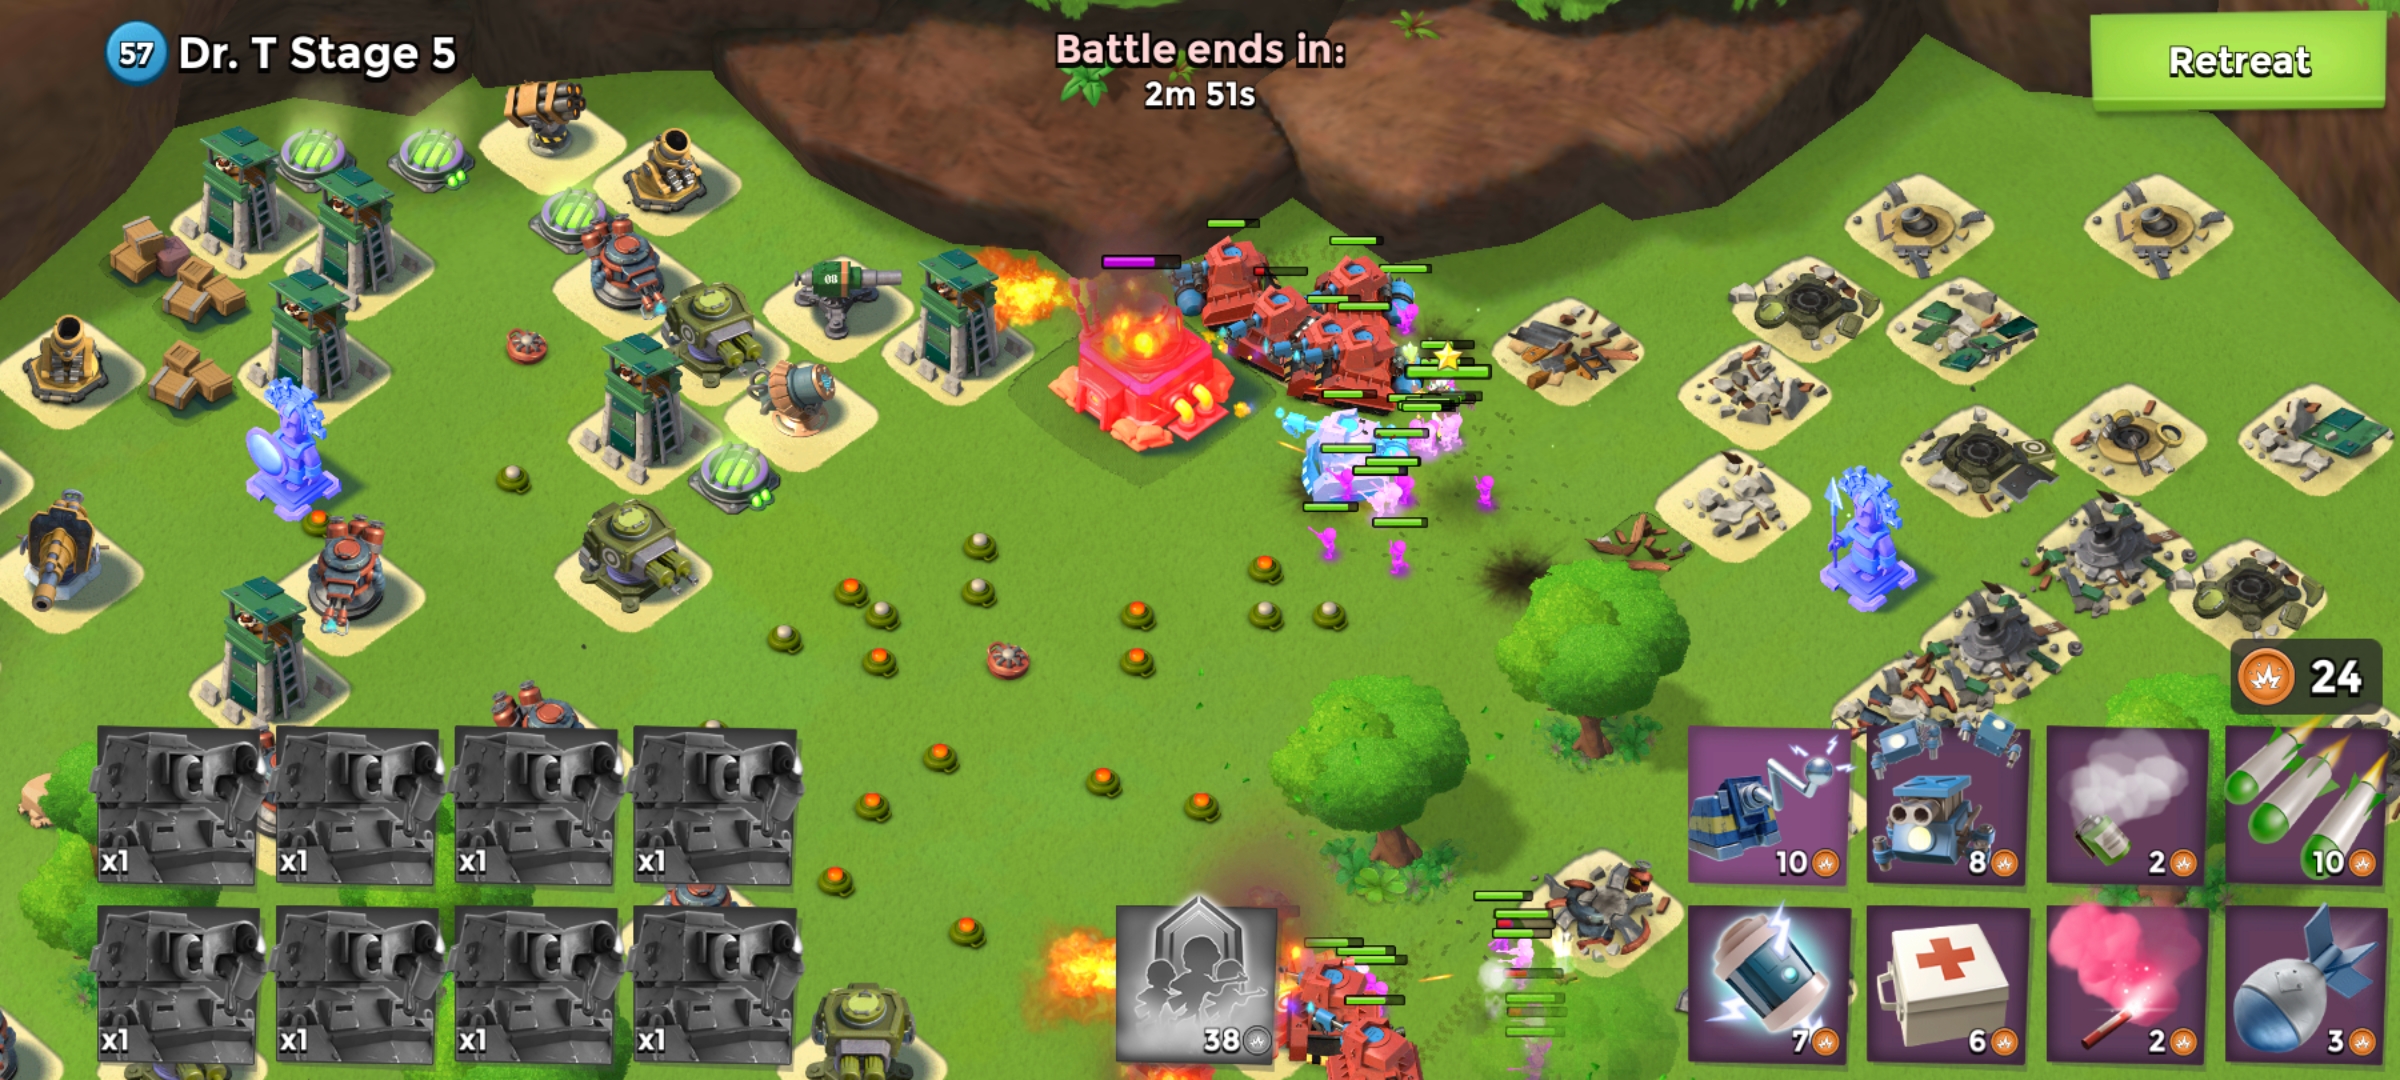 57 Dr. T Stage 5
Battle ends in:
2m 51s
Retreat
08
24
x1 x1 x1 x1
10 8 2 10
x1 x1 x1 x1
38
7 6 2 3